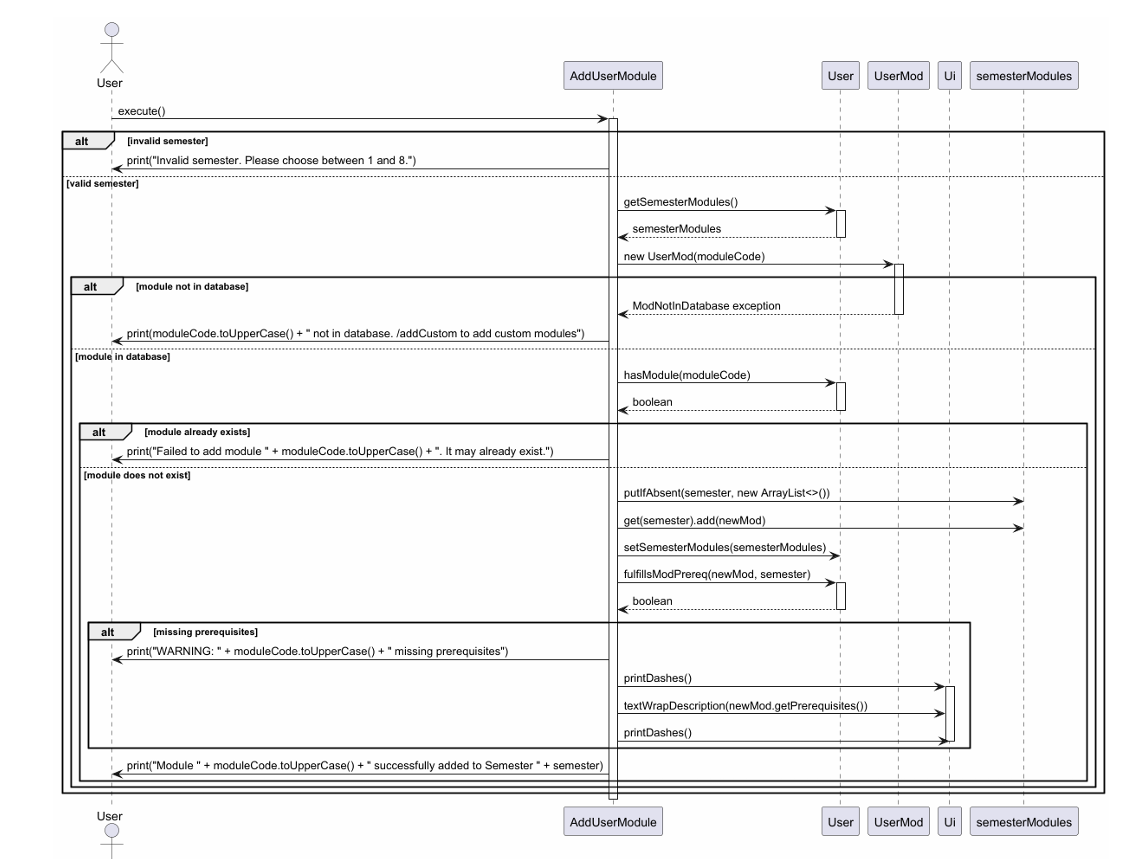 User
AddUserModule
User
UserMod
Ui
semesterModules
execute()
alt [invalid semester]
print("Invalid semester. Please choose between 1 and 8.")
[valid semester]
getSemesterModules()
semesterModules
new UserMod(moduleCode)
alt [module not in database]
ModNotInDatabase exception
print(moduleCode.toUpperCase() + " not in database. /addCustom to add custom modules")
[module in database]
hasModule(moduleCode)
boolean
alt [module already exists]
print("Failed to add module " + moduleCode.toUpperCase() + ". It may already exist.")
[module does not exist]
putIfAbsent(semester, new ArrayList<>())
get(semester).add(newMod)
setSemesterModules(semesterModules)
fulfillsModPrereq(newMod, semester)
boolean
alt [missing prerequisites]
print("WARNING: " + moduleCode.toUpperCase() + " missing prerequisites")
printDashes()
textWrapDescription(newMod.getPrerequisites())
printDashes()
print("Module " + moduleCode.toUpperCase() + " successfully added to Semester " + semester)
User
AddUserModule
User
UserMod
Ui
semesterModules